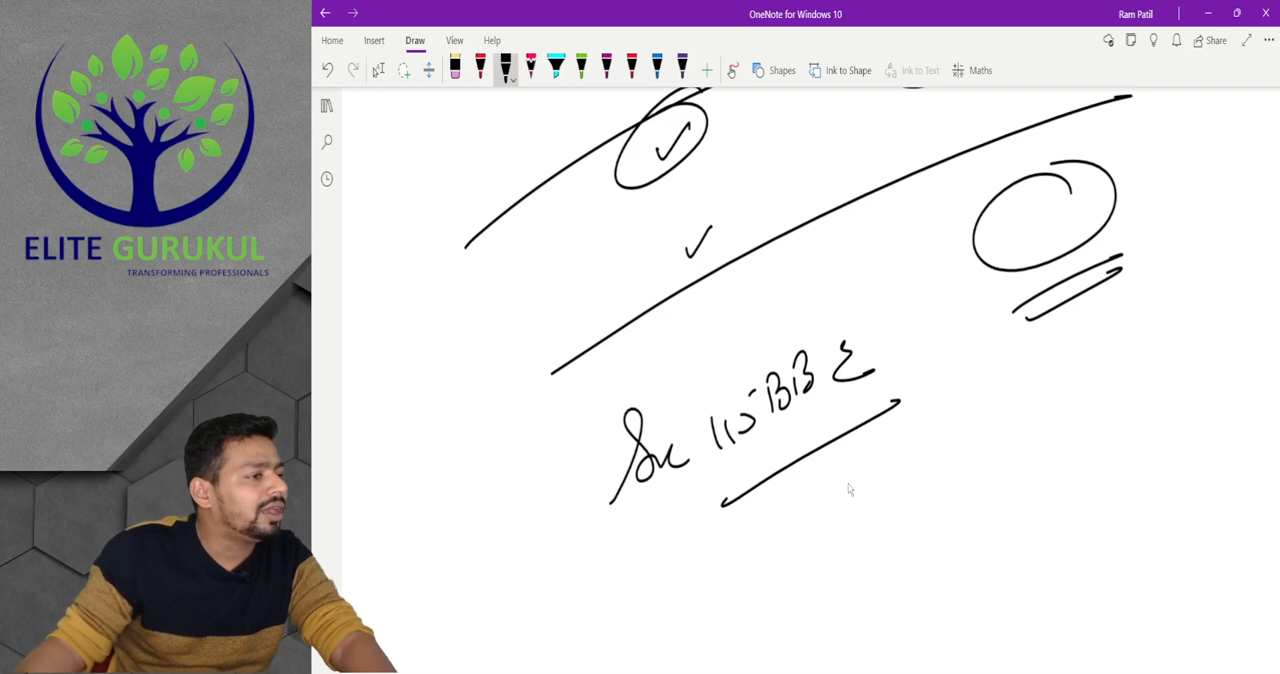 OneNote for Windows 10
Ram Patil
Home Insert Draw View Help
Share
Shapes Ink to Shape Ink to Text Maths
ELITE GURUKUL
TRANSFORMING PROFESSIONALS
Sec 115BBE